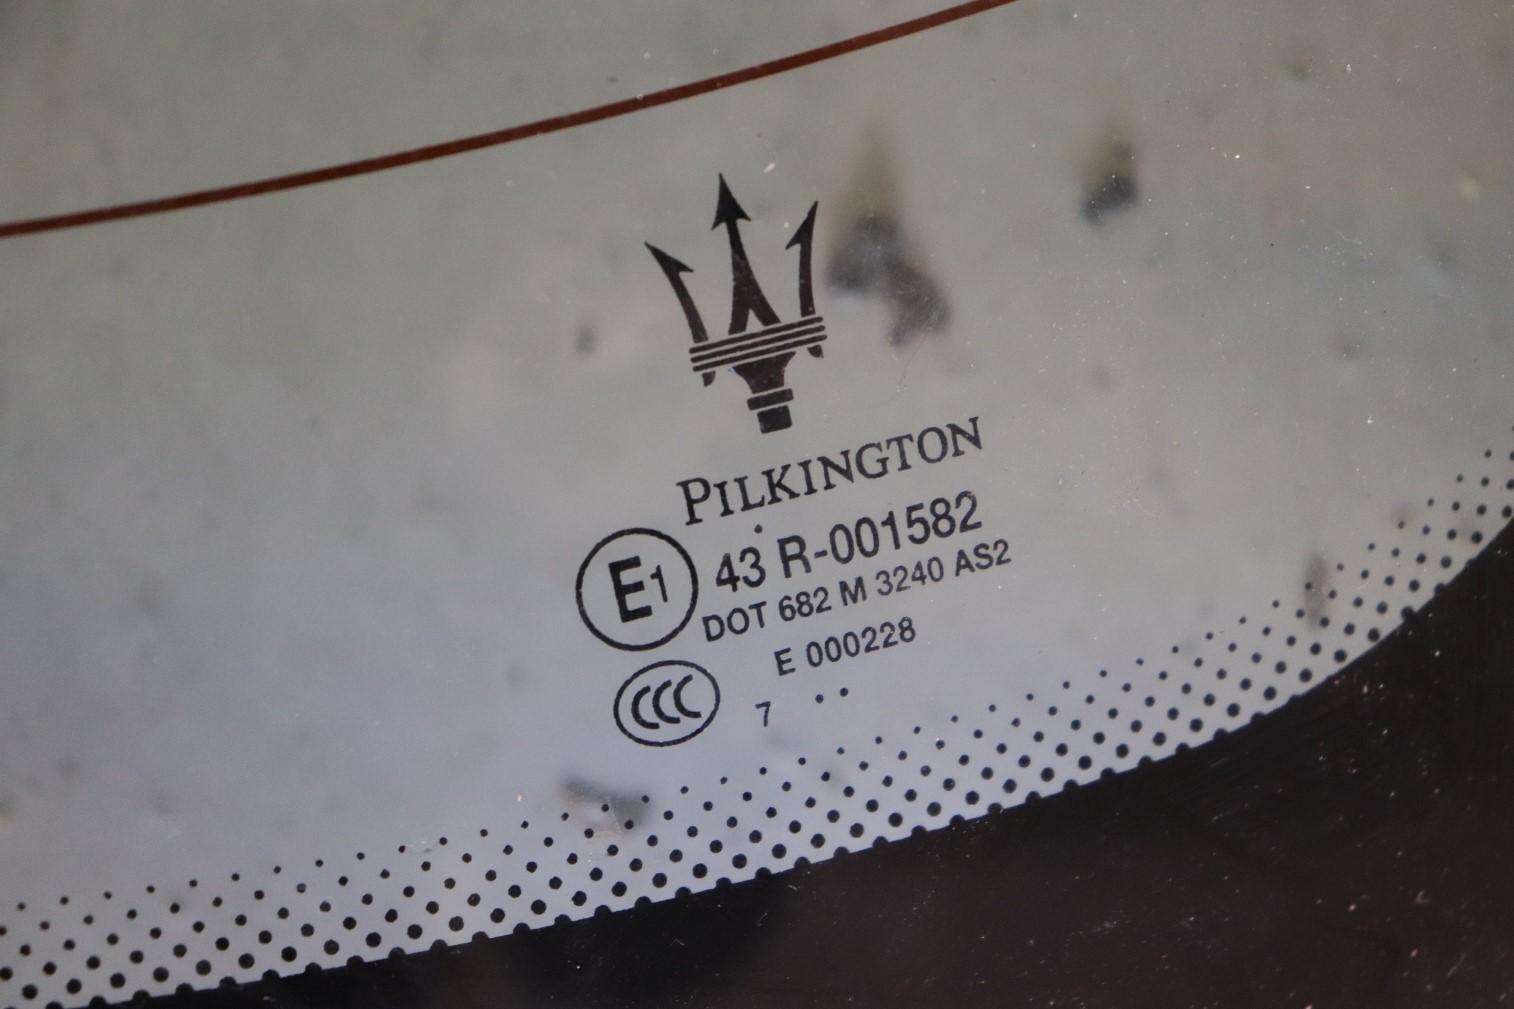 PILKINGTON
E1 43 R-001582
DOT 682 M 3240 AS2
E 000228
CCC 7 ..